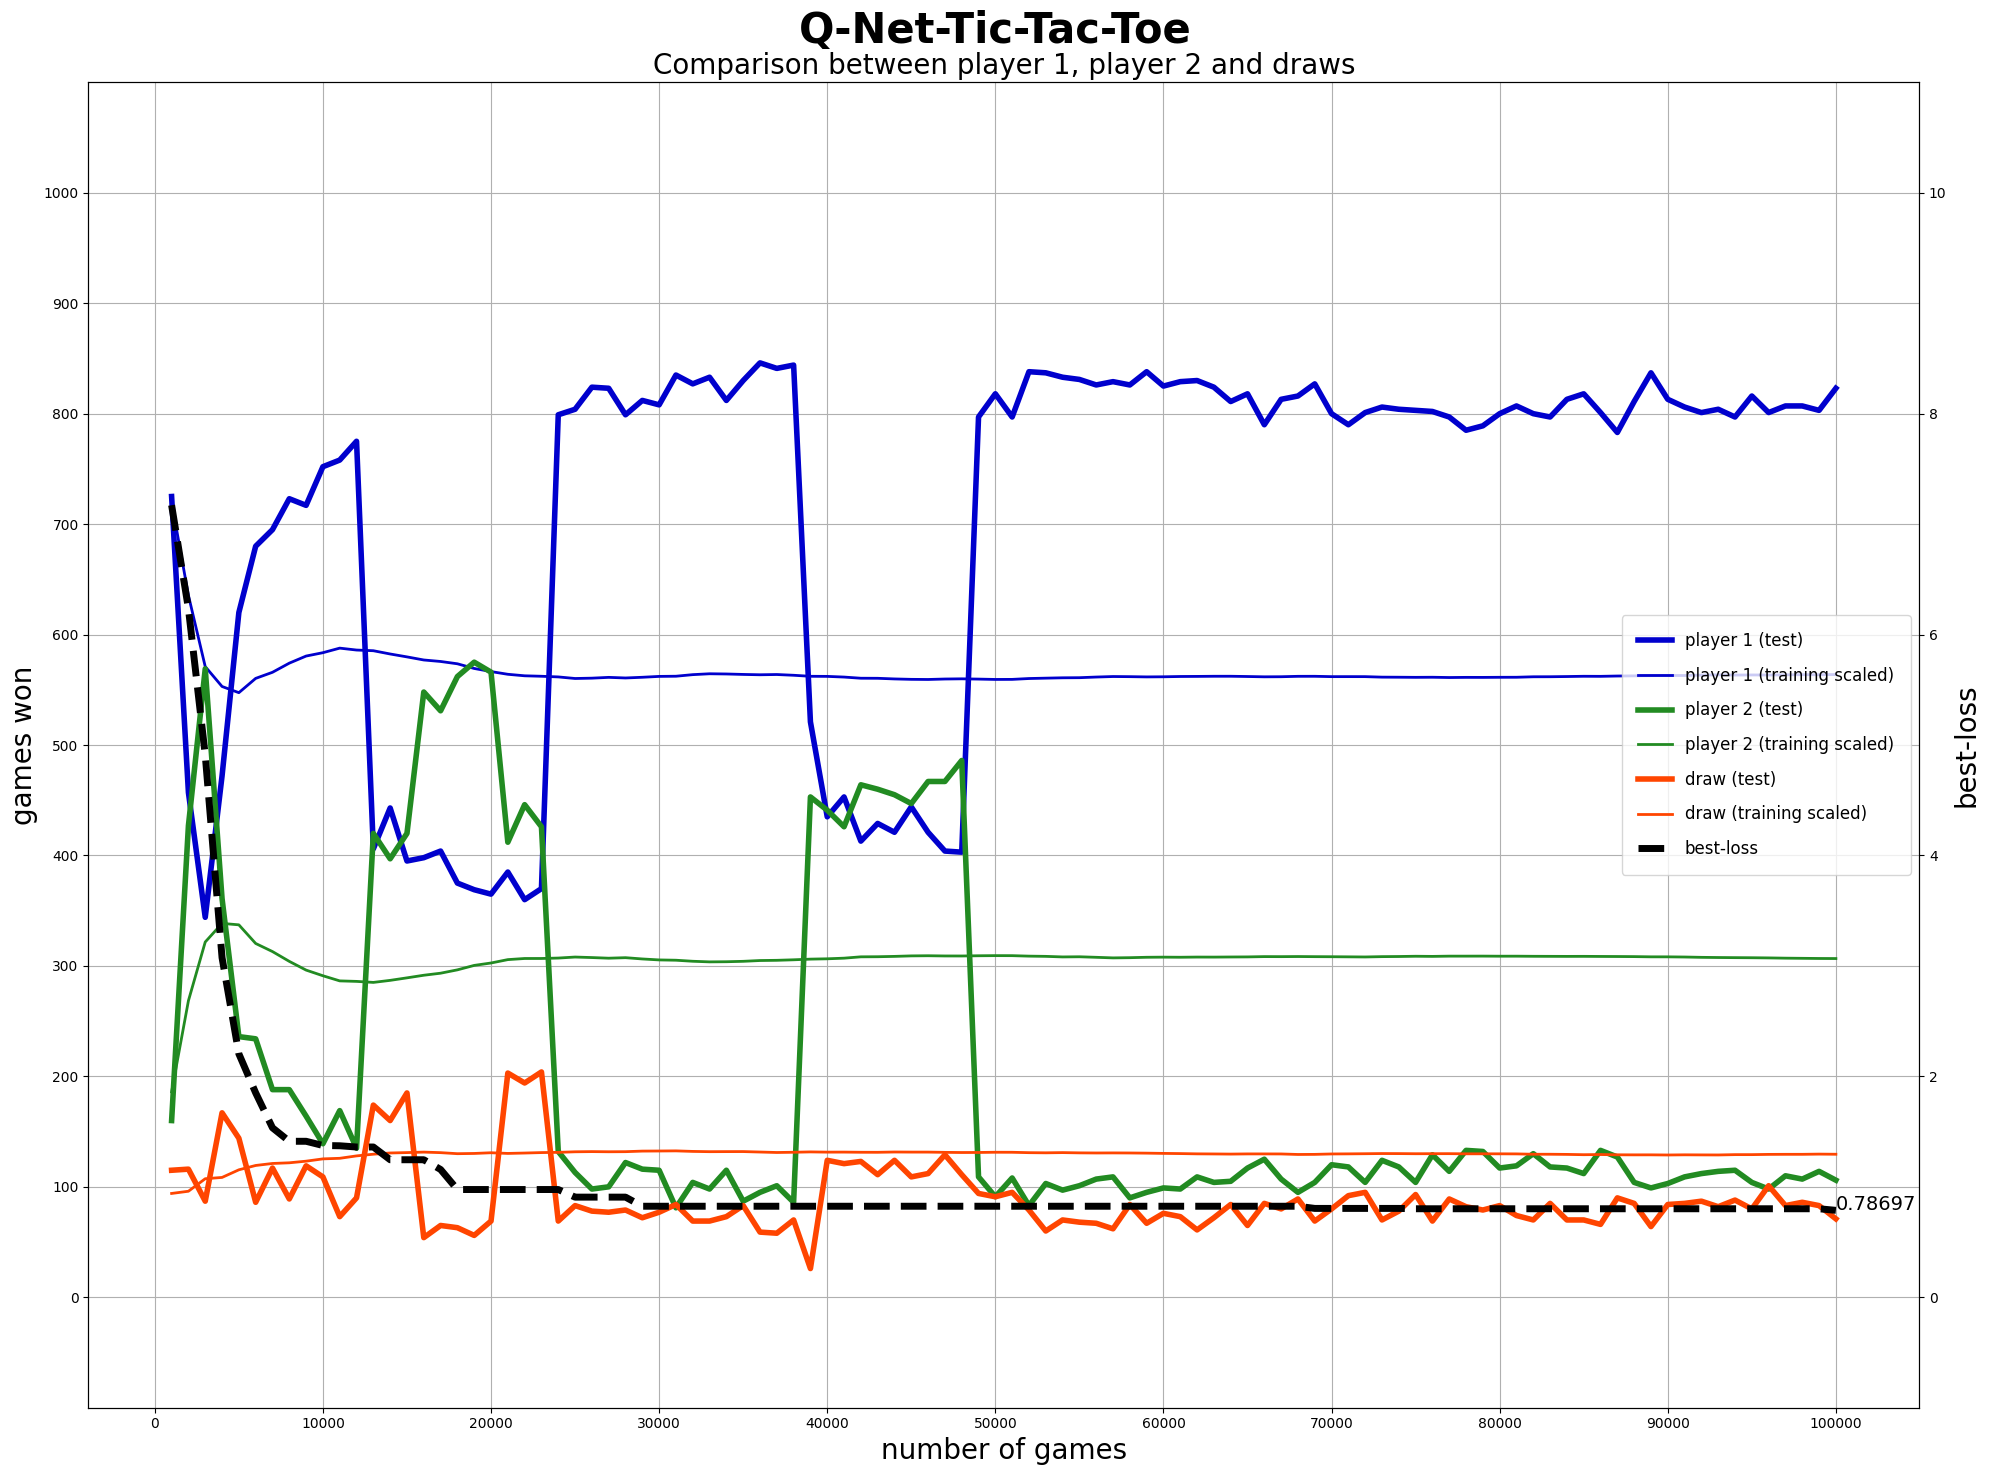 Q-Net-Tic-Tac-Toe
Comparison between player 1, player 2 and draws
1000
900
800
700
600
500
400
300
200
100
0
games won
10
8
6
4
2
0
best-loss
player 1 (test)
player 1 (training scaled)
player 2 (test)
player 2 (training scaled)
draw (test)
draw (training scaled)
best-loss
0.78697
0 10000 20000 30000 40000 50000 60000 70000 80000 90000 100000
number of games